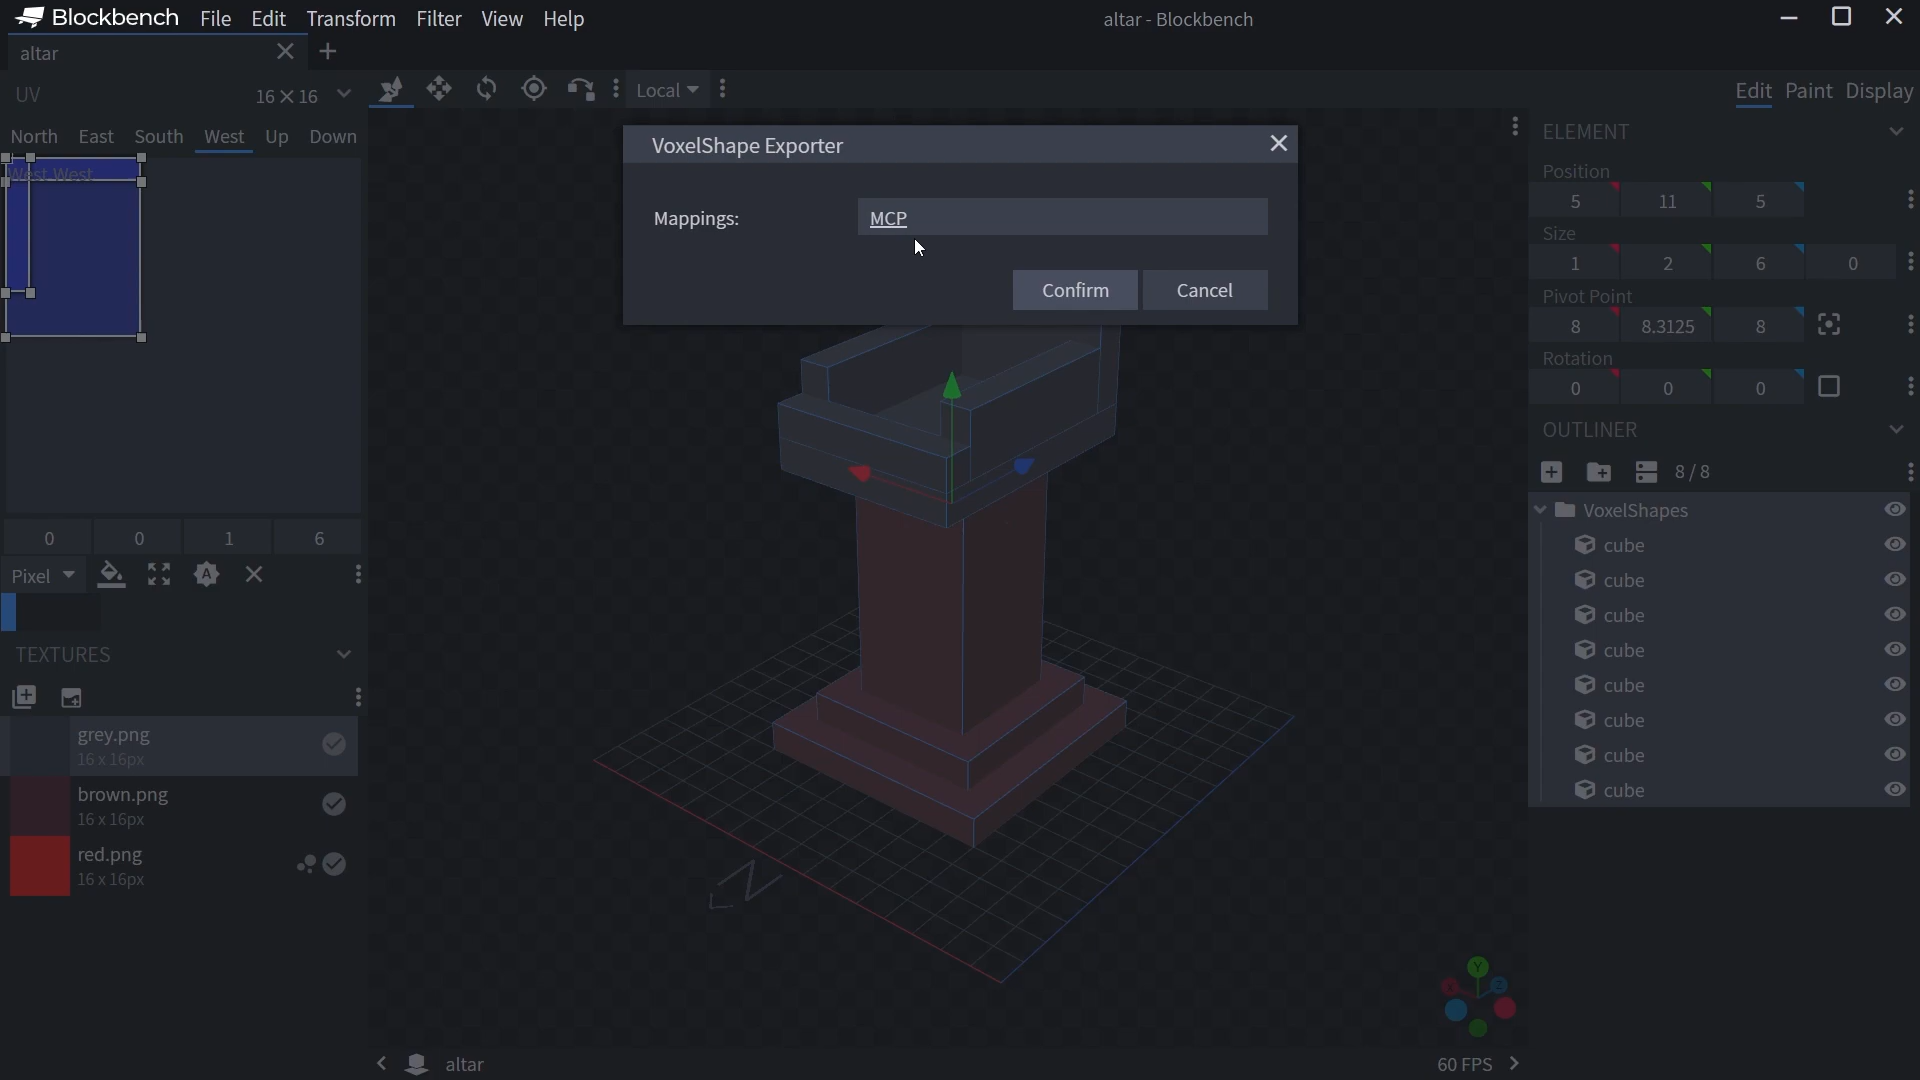 Blockbench File Edit Transform Filter View Help
altar - Blockbench
altar
UV
16×16
Local
Edit Paint Display
North East South West Up Down
West West
VoxelShape Exporter
Mappings:
MCP
Confirm
Cancel
ELEMENT
Position
5 11 5
Size
1 2 6 0
Pivot Point
8 8.3125 8
Rotation
0 0 0
OUTLINER
8 / 8
VoxelShapes
cube
cube
cube
cube
cube
cube
cube
cube
0 0 1 6
Pixel
A
TEXTURES
grey.png
16 x 16px
brown.png
16 x 16px
red.png
16 x 16px
N
Y
X
Z
altar
60 FPS